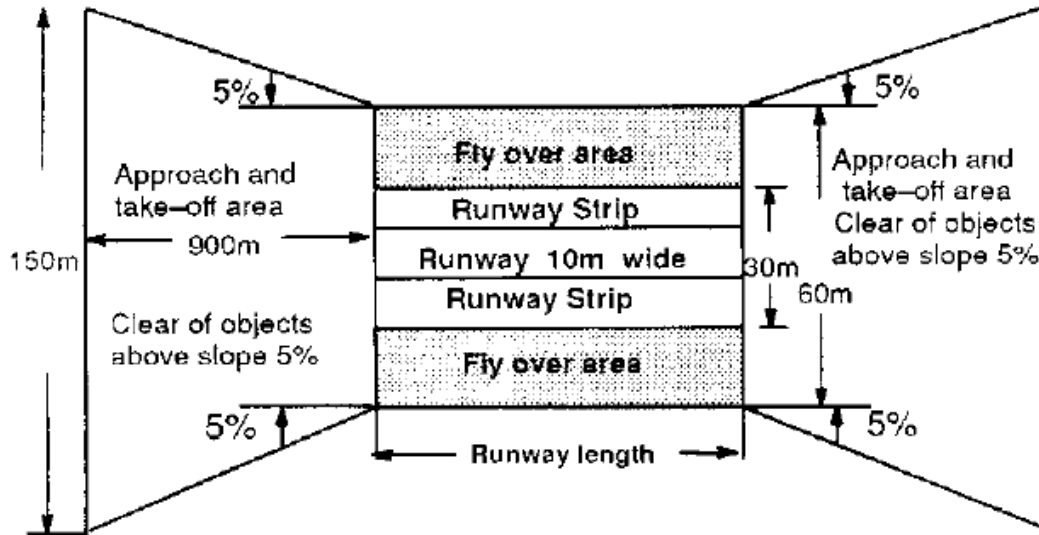 5%
5%
Fly over area
Approach and
take–off area
Approach and
take–off area
Clear of objects
above slope 5%
Runway Strip
900m
150m
Runway 10m wide
30m
Runway Strip
60m
Clear of objects
above slope 5%
Fly over area
5%
5%
Runway length